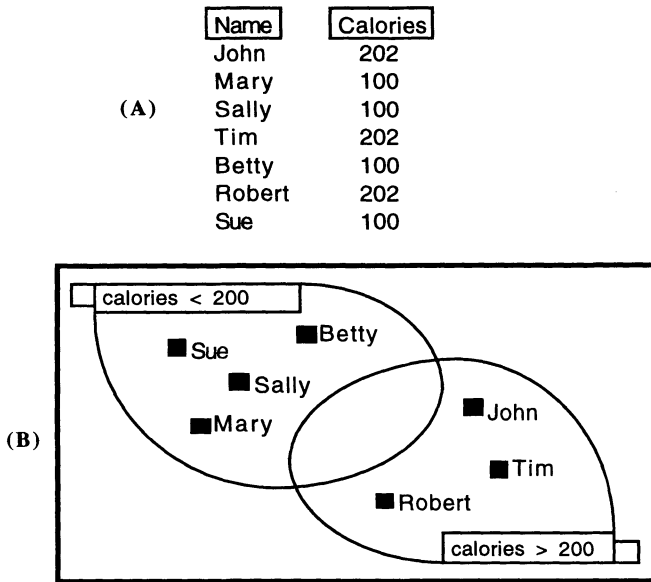 Name Calories
John 202
Mary 100
(A) Sally 100
Tim 202
Betty 100
Robert 202
Sue 100
calories < 200
Betty
Sue
Sally
Mary
John
(B)
Tim
Robert
calories > 200